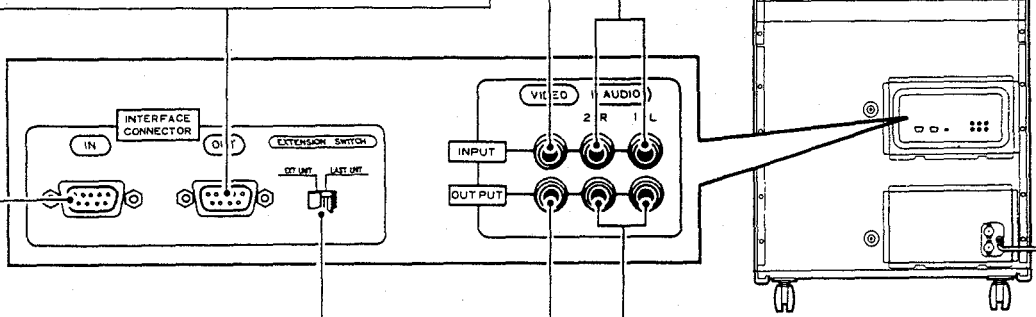 INTERFACE
CONNECTOR
IN
OUT
EXTENSION SWITCH
EXT UNIT
LAST UNIT
VIDEO
AUDIO
2 R
1 L
INPUT
OUTPUT